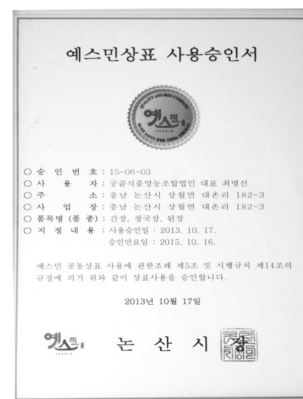 예스민상표 사용승인서
예스민
○ 승 인 번 호 : 15-06-03
○ 사 용 자 : 궁골식품영농조합법인 대표 최명선
○ 주 소 : 충남 논산시 상월면 대촌리 182-3
○ 사 업 장 : 충남 논산시 상월면 대촌리 182-3
○ 품목명 (품 종) : 간장, 청국장, 된장
○ 지 정 내 용 : 사용승인일 : 2013. 10. 17.
승인만료일 : 2015. 10. 16.
예스민 공동상표 사용에 관한조례 제5조 및 시행규칙 제14조의
규정에 의거 위와 같이 상표사용을 승인합니다.
2013년 10월 17일
예스민
논 산 시 장